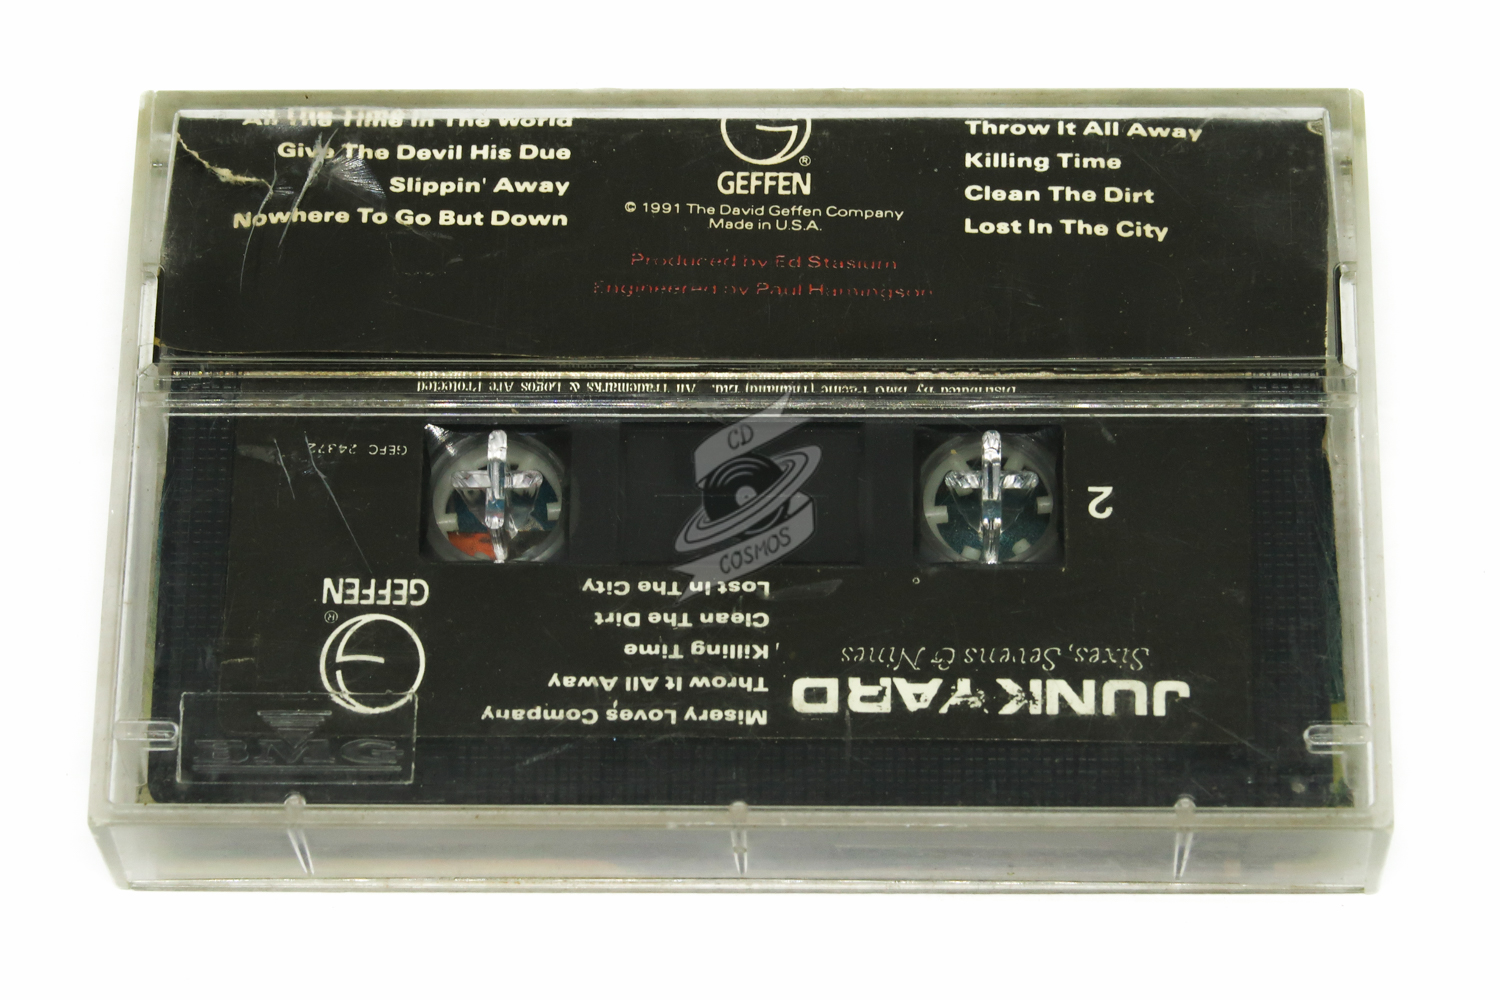 All The Time In The World
Give The Devil His Due
Slippin' Away
Nowhere To Go But Down
GEFFEN
®
© 1991 The David Geffen Company
Made in U.S.A.
Produced by Ed Stasium
Engineered by Paul Hamingson
Throw It All Away
Killing Time
Clean The Dirt
Lost In The City
Distributed By BMG Pacific (Thailand) Ltd. All Trademarks & Logos Are Protected
GEFC 24372
2
CD
COSMOS
JUNKYARD
Sixes, Sevens & Nines
Misery Loves Company
Throw It All Away
Killing Time
Clean The Dirt
Lost In The City
®
GEFFEN
BMG